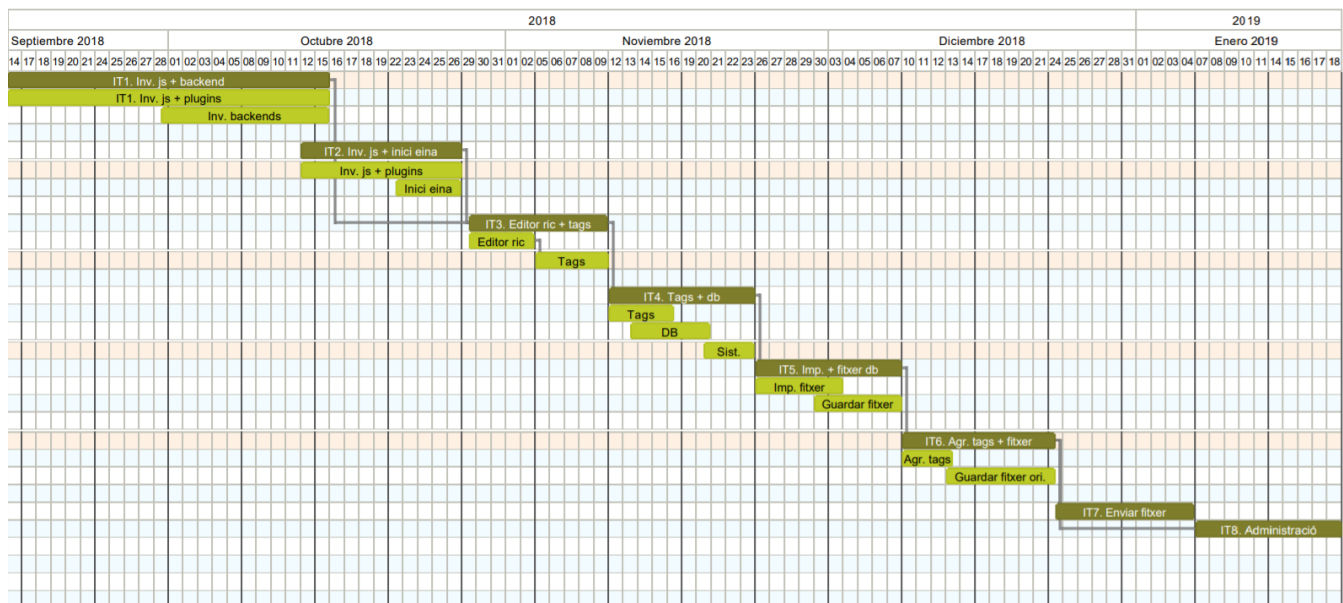 2018 2019
Septiembre 2018 Octubre 2018 Noviembre 2018 Diciembre 2018 Enero 2019
14 17 18 19 20 21 24 25 26 27 28 01 02 03 04 05 08 09 10 11 12 15 16 17 18 19 22 23 24 25 26 29 30 31 01 02 05 06 07 08 09 12 13 14 15 16 19 20 21 22 23 26 27 28 29 30 03 04 05 06 07 10 11 12 13 14 17 18 19 20 21 24 25 26 27 28 31 01 02 03 04 07 08 09 10 11 14 15 16 17 18
IT1. Inv. js + backend
IT1. Inv. js + plugins
Inv. backends
IT2. Inv. js + inici eina
Inv. js + plugins
Inici eina
IT3. Editor ric + tags
Editor ric
Tags
IT4. Tags + db
Tags
DB
Sist.
IT5. Imp. + fitxer db
Imp. fitxer
Guardar fitxer
IT6. Agr. tags + fitxer
Agr. tags
Guardar fitxer ori.
IT7. Enviar fitxer
IT8. Administració